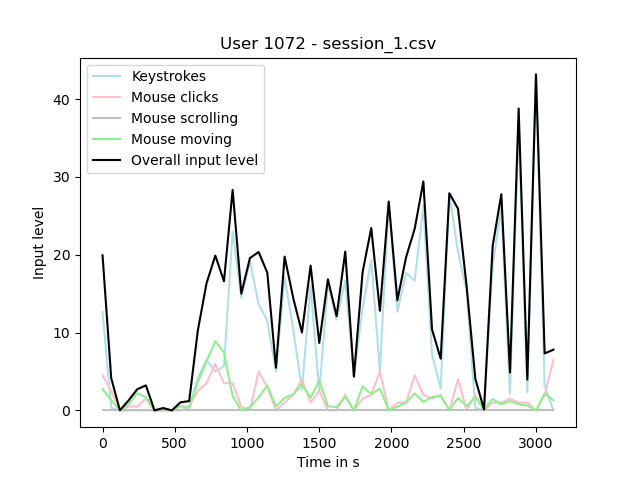 User 1072 - session_1.csv
Keystrokes
Mouse clicks
Mouse scrolling
Mouse moving
Overall input level
Input level
40
30
20
10
0
0 500 1000 1500 2000 2500 3000
Time in s